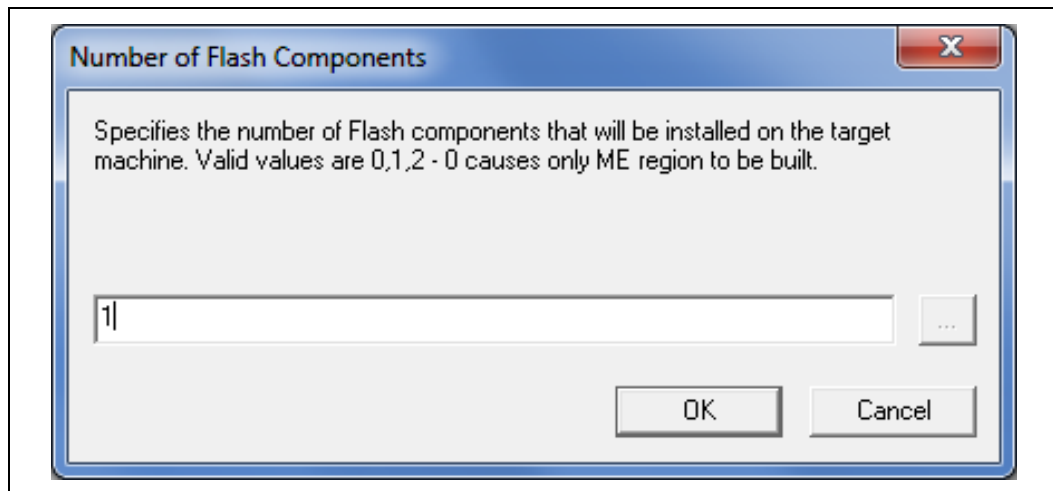 Number of Flash Components
Specifies the number of Flash components that will be installed on the target
machine. Valid values are 0,1,2 - 0 causes only ME region to be built.
1
...
OK Cancel